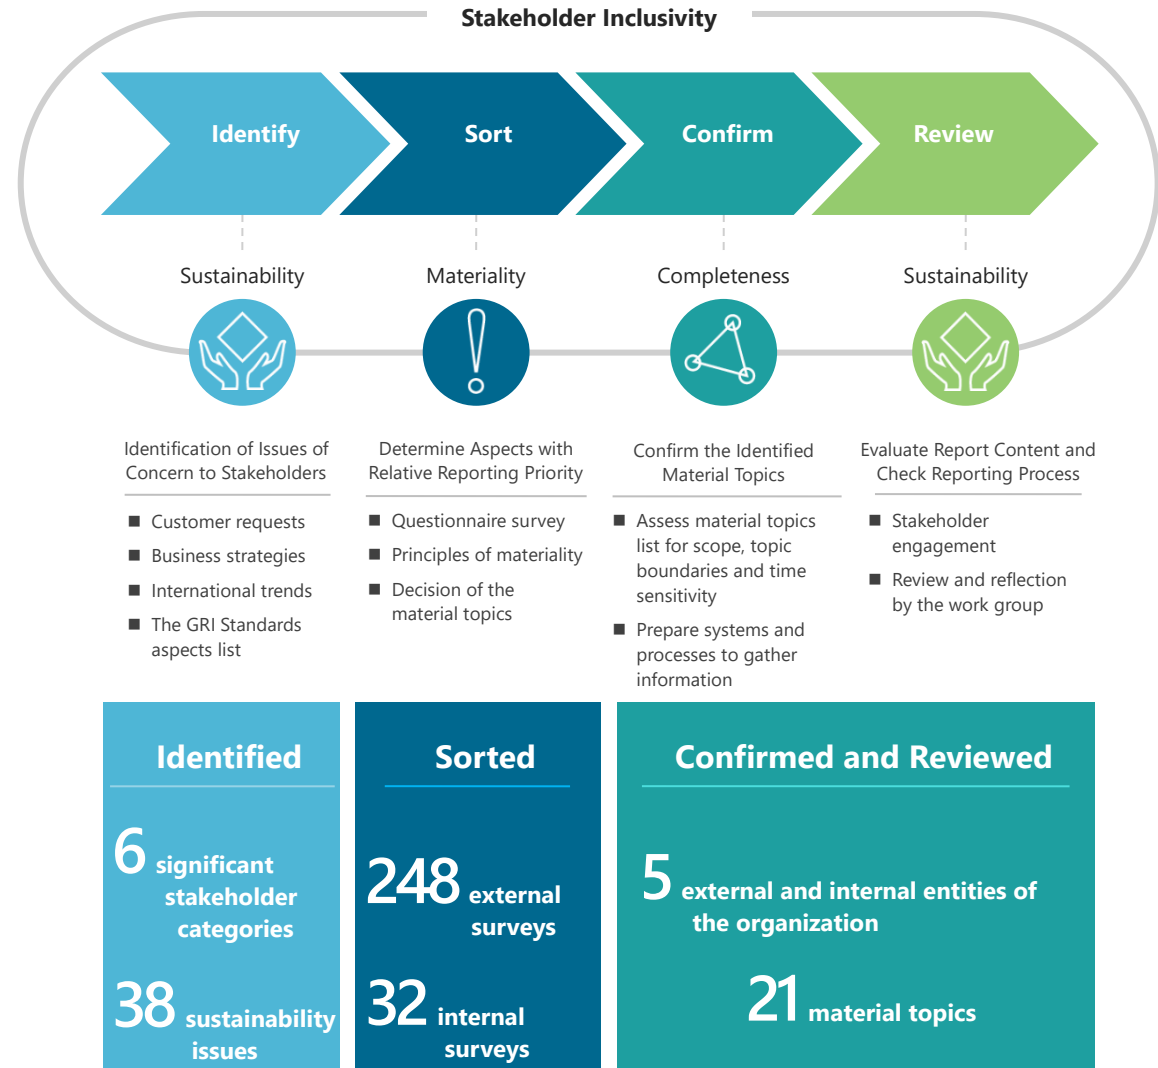 Stakeholder Inclusivity
Identify
Sort
Confirm
Review
Sustainability
Materiality
Completeness
Sustainability
Identification of Issues of
Concern to Stakeholders
■ Customer requests
■ Business strategies
■ International trends
■ The GRI Standards
aspects list
Determine Aspects with
Relative Reporting Priority
■ Questionnaire survey
■ Principles of materiality
■ Decision of the
material topics
Confirm the Identified
Material Topics
■ Assess material topics
list for scope, topic
boundaries and time
sensitivity
■ Prepare systems and
processes to gather
information
Evaluate Report Content and
Check Reporting Process
■ Stakeholder
engagement
■ Review and reflection
by the work group
Identified
6 significant
stakeholder
categories
38 sustainability
issues
Sorted
248 external
surveys
32 internal
surveys
Confirmed and Reviewed
5 external and internal entities of
the organization
21 material topics